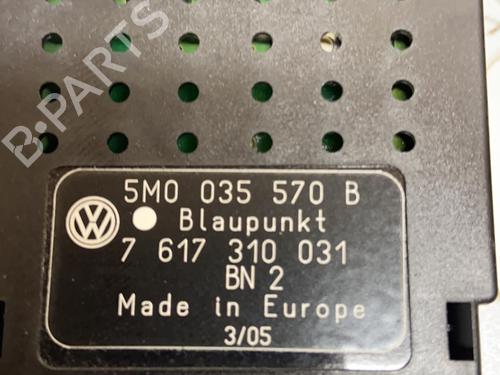 B-PARTS
5M0 035 570 B
Blaupunkt
7 617 310 031
BN 2
Made in Europe
3/05